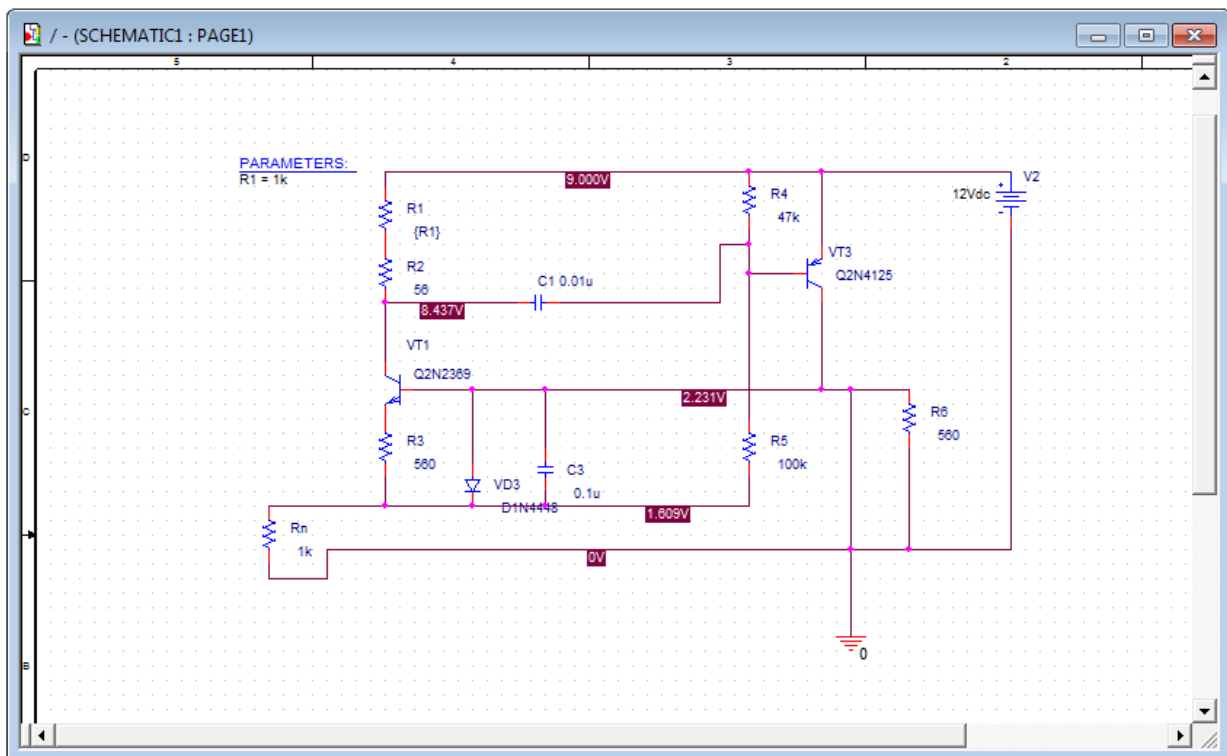 / - (SCHEMATIC1 : PAGE1)
5
4
3
2
D
C
B
PARAMETERS:
R1 = 1k
9.000V
R1
{R1}
R2
56
C1 0.01u
8.437V
R4
47k
12Vdc
V2
+
-
VT3
Q2N4125
VT1
Q2N2369
2.231V
R3
560
VD3
D1N4448
C3
0.1u
R5
100k
R6
560
1.609V
Rn
1k
0V
0